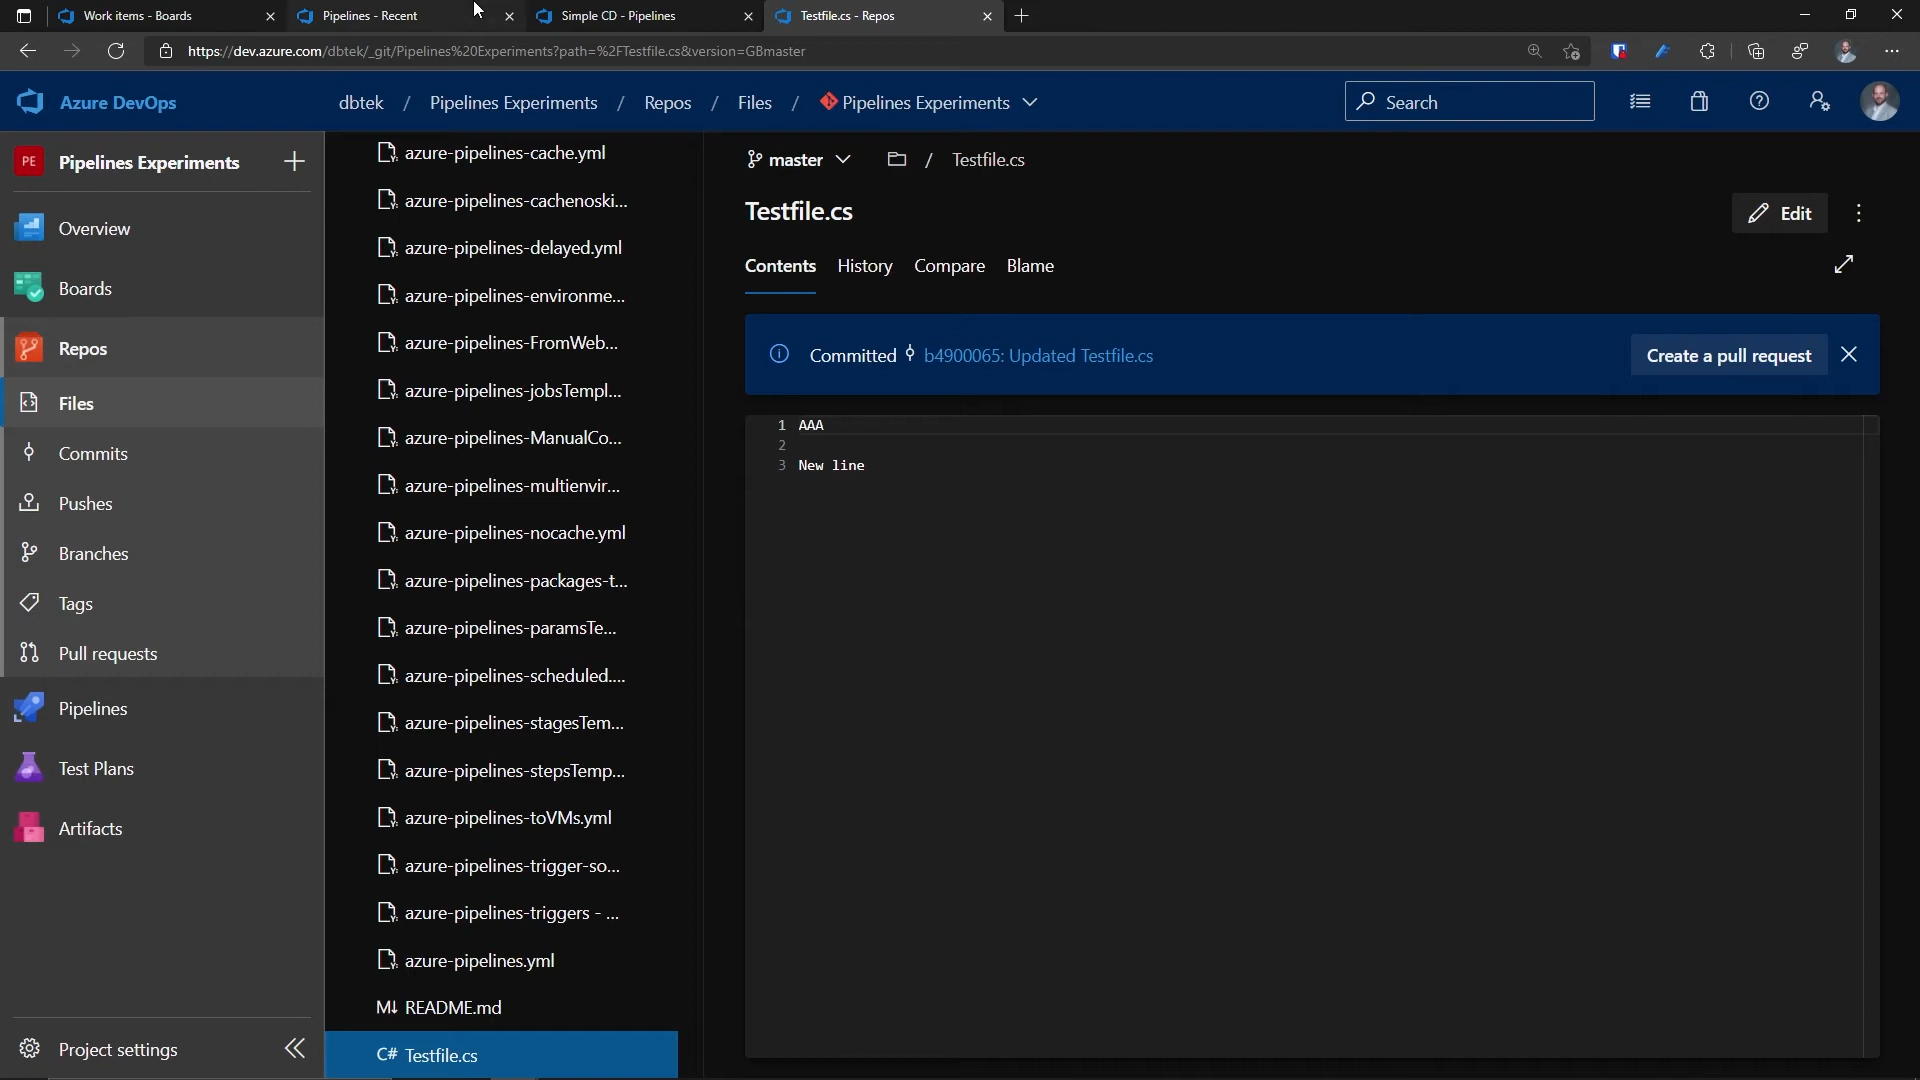 Work items - Boards
Pipelines - Recent
Simple CD - Pipelines
Testfile.cs - Repos
https://dev.azure.com/dbtek/_git/Pipelines%20Experiments?path=%2FTestfile.cs&version=GBmaster
Azure DevOps
dbtek / Pipelines Experiments / Repos / Files / Pipelines Experiments
Search
PE Pipelines Experiments
Overview
Boards
Repos
Files
Commits
Pushes
Branches
Tags
Pull requests
Pipelines
Test Plans
Artifacts
Project settings
azure-pipelines-cache.yml
azure-pipelines-cachenoski...
azure-pipelines-delayed.yml
azure-pipelines-environme...
azure-pipelines-FromWeb...
azure-pipelines-jobsTempl...
azure-pipelines-ManualCo...
azure-pipelines-multienvir...
azure-pipelines-nocache.yml
azure-pipelines-packages-t...
azure-pipelines-paramsTe...
azure-pipelines-scheduled....
azure-pipelines-stagesTem...
azure-pipelines-stepsTemp...
azure-pipelines-toVMs.yml
azure-pipelines-trigger-so...
azure-pipelines-triggers - ...
azure-pipelines.yml
M↓ README.md
C# Testfile.cs
master / Testfile.cs
Testfile.cs
Edit
Contents History Compare Blame
Committed b4900065: Updated Testfile.cs
Create a pull request
1 AAA
2
3 New line